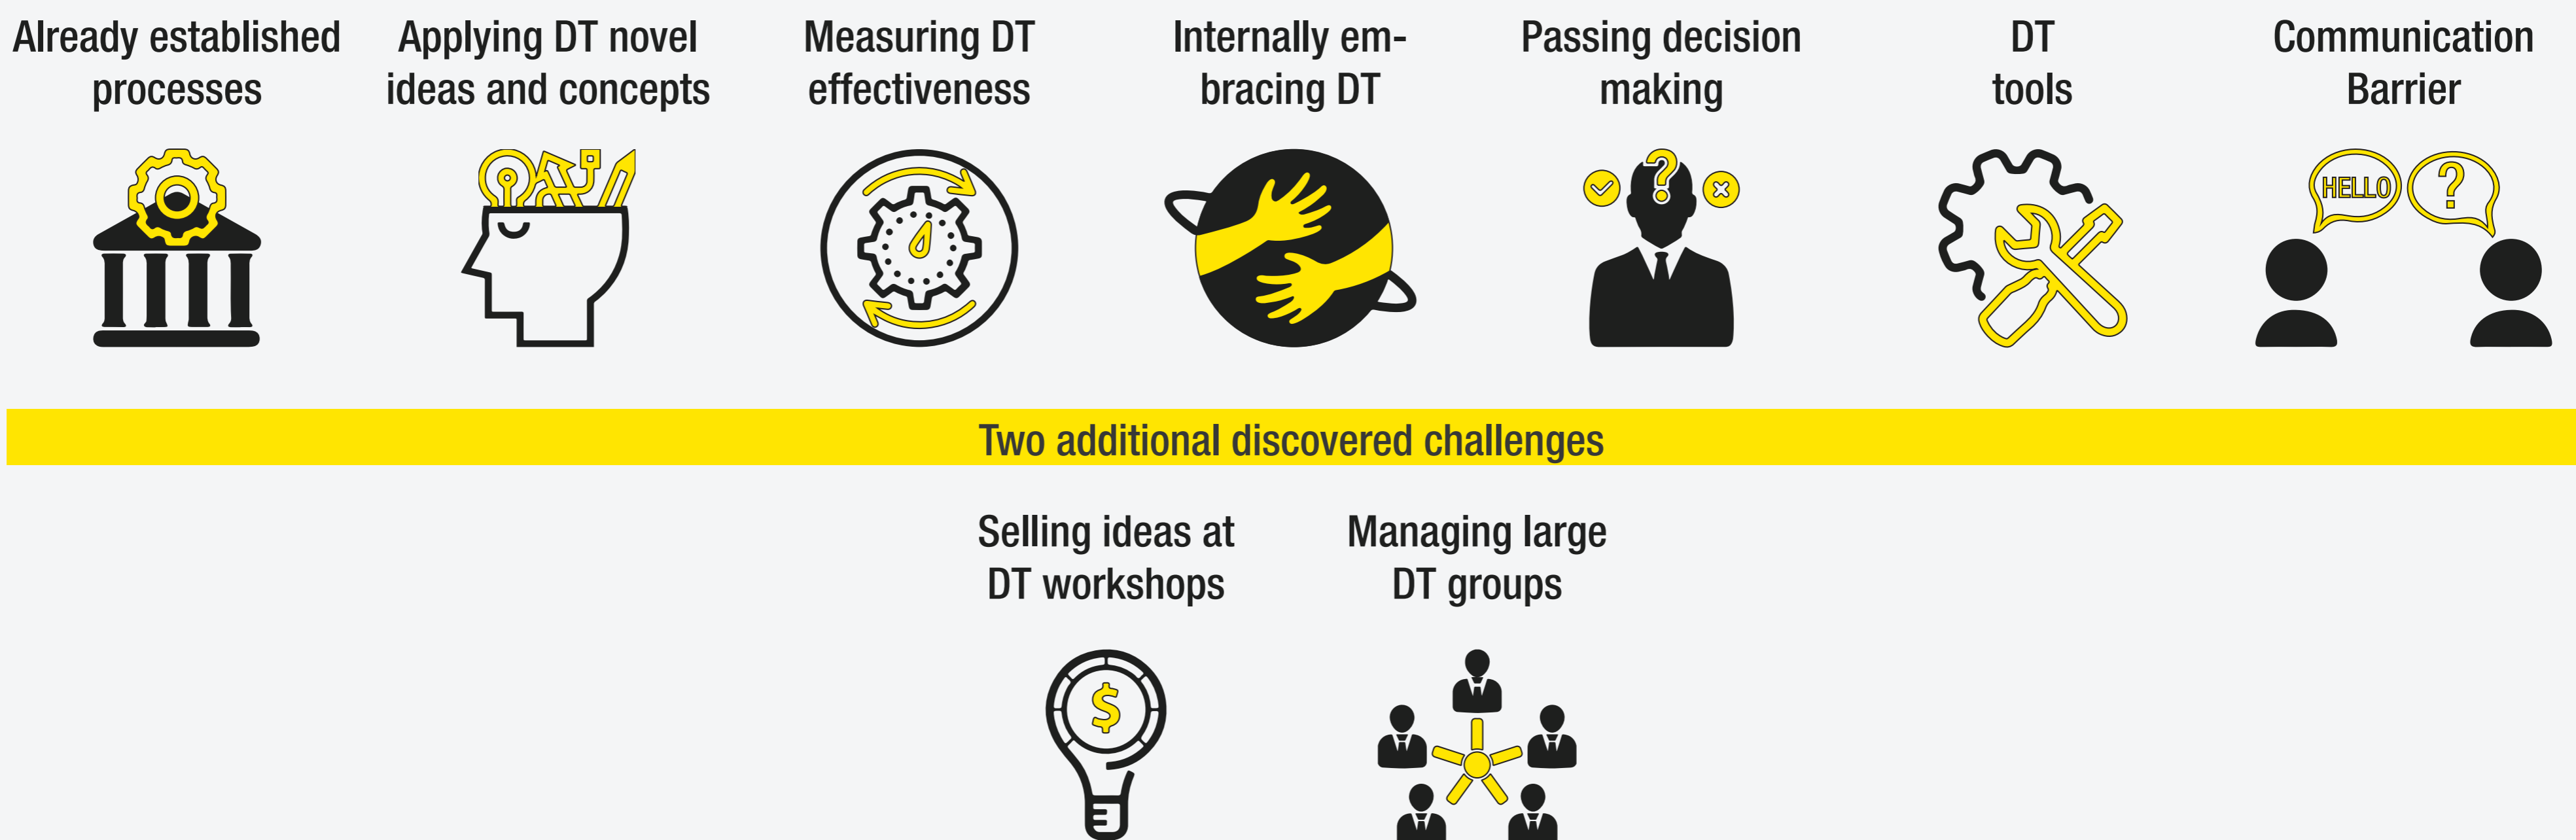 Already established
processes
Applying DT novel
ideas and concepts
Measuring DT
effectiveness
Internally em-
bracing DT
Passing decision
making
DT
tools
Communication
Barrier
HELLO
?
?
Two additional discovered challenges
Selling ideas at
DT workshops
Managing large
DT groups
$